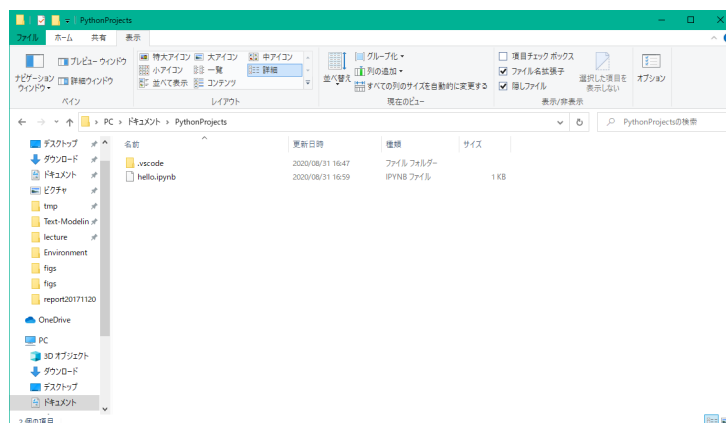 PythonProjects
ファイル ホーム 共有 表示
ナビゲーション ウィンドウ
プレビュー ウィンドウ
詳細ウィンドウ
ペイン
特大アイコン 大アイコン 中アイコン
小アイコン 一覧 詳細
並べて表示 コンテンツ
レイアウト
並べ替え
グループ化
列の追加
すべての列のサイズを自動的に変更する
現在のビュー
項目チェック ボックス
ファイル名拡張子
隠しファイル
選択した項目を
表示しない
表示/非表示
オプション
PC › ドキュメント › PythonProjects
PythonProjectsの検索
名前 更新日時 種類 サイズ
.vscode 2020/08/31 16:47 ファイル フォルダー
hello.ipynb 2020/08/31 16:59 IPYNB ファイル 1 KB
デスクトップ
ダウンロード
ドキュメント
ピクチャ
tmp
Text-Modelin
lecture
Environment
figs
figs
report20171120
OneDrive
PC
3D オブジェクト
ダウンロード
デスクトップ
ドキュメント
2 個の項目